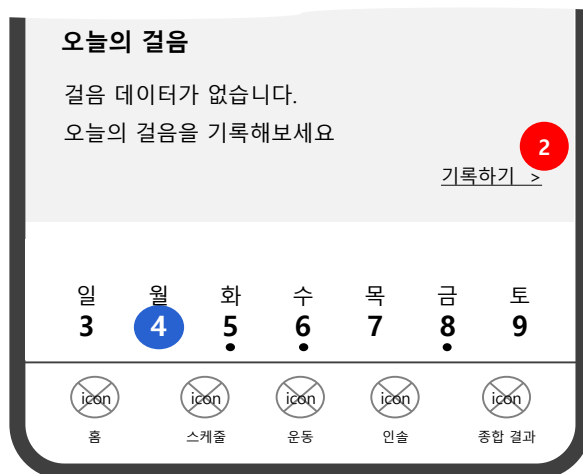 오늘의 걸음
걸음 데이터가 없습니다.
오늘의 걸음을 기록해보세요
2
기록하기 >
일 월 화 수 목 금 토
3 4 5 6 7 8 9
icon icon icon icon icon
홈 스케줄 운동 인솔 종합 결과